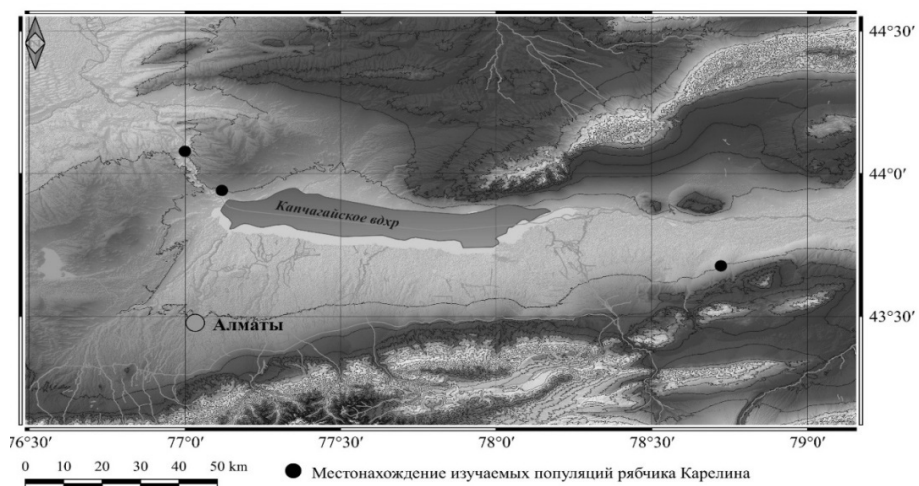 44°30′
44°0′
Капчагайское вдхр
43°30′
Алматы
76°30′ 77°0′ 77°30′ 78°0′ 78°30′ 79°0′
0 10 20 30 40 50 km
Местонахождение изучаемых популяций рябчика Карелина